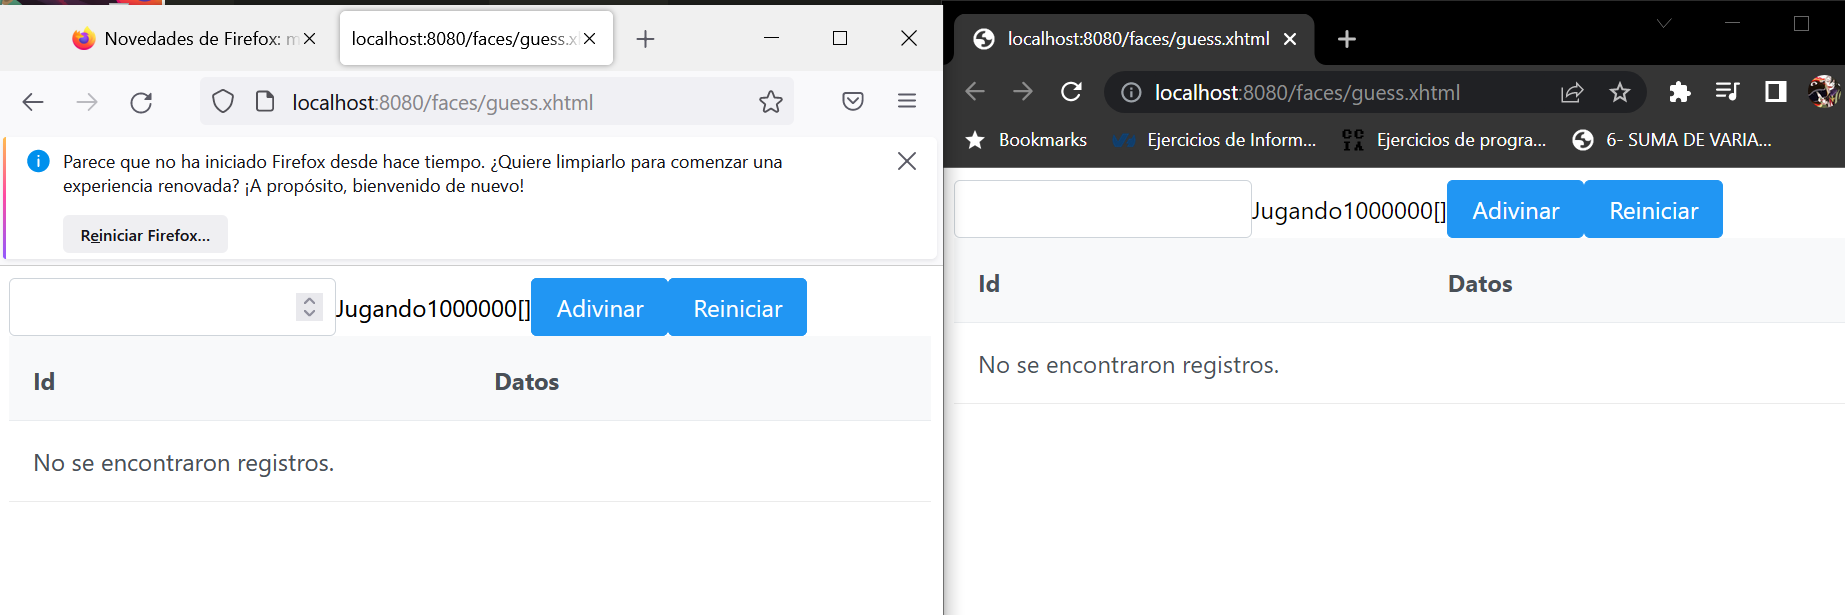 Novedades de Firefox: m
localhost:8080/faces/guess.x
localhost:8080/faces/guess.xhtml
Parece que no ha iniciado Firefox desde hace tiempo. ¿Quiere limpiarlo para comenzar una
experiencia renovada? ¡A propósito, bienvenido de nuevo!
Reiniciar Firefox...
Jugando1000000[] Adivinar Reiniciar
Id Datos
No se encontraron registros.
localhost:8080/faces/guess.xhtml
localhost:8080/faces/guess.xhtml
Bookmarks Ejercicios de Inform... Ejercicios de progra... 6- SUMA DE VARIA...
Jugando1000000[] Adivinar Reiniciar
Id Datos
No se encontraron registros.